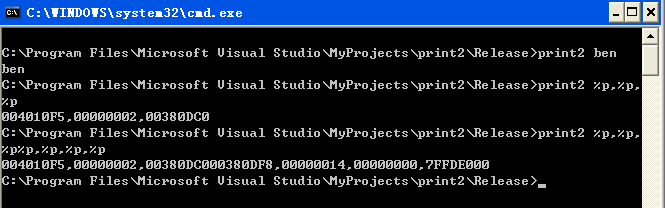 C:\WINDOWS\system32\cmd.exe
C:\Program Files\Microsoft Visual Studio\MyProjects\print2\Release>print2 ben
ben
C:\Program Files\Microsoft Visual Studio\MyProjects\print2\Release>print2 %p,%p,
%p
004010F5,00000002,00380DC0
C:\Program Files\Microsoft Visual Studio\MyProjects\print2\Release>print2 %p,%p,
%p%p,%p,%p,%p
004010F5,00000002,00380DC000380DF8,00000014,00000000,7FFDE000
C:\Program Files\Microsoft Visual Studio\MyProjects\print2\Release>_